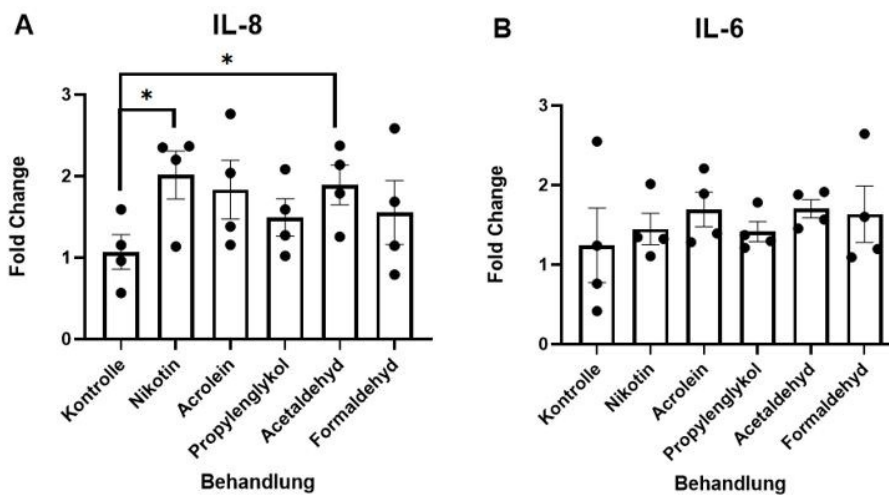 A
IL-8
*
*
Fold Change
3
2
1
0
Kontrolle
Nikotin
Acrolein
Propylenglykol
Acetaldehyd
Formaldehyd
Behandlung
B
IL-6
Fold Change
3
2
1
0
Kontrolle
Nikotin
Acrolein
Propylenglykol
Acetaldehyd
Formaldehyd
Behandlung